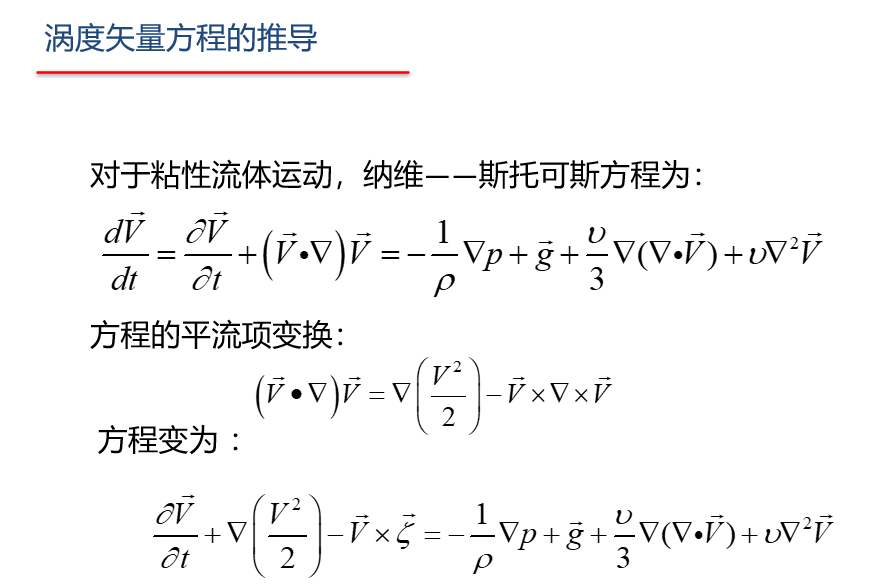 涡度矢量方程的推导
对于粘性流体运动，纳维——斯托可斯方程为：
$\frac{d\vec{V}}{dt} = \frac{\partial \vec{V}}{\partial t} + (\vec{V} \bullet \nabla)\vec{V} = -\frac{1}{\rho}\nabla p + \vec{g} + \frac{\upsilon}{3}\nabla(\nabla \bullet \vec{V}) + \upsilon\nabla^2\vec{V}$
方程的平流项变换：
$(\vec{V} \bullet \nabla)\vec{V} = \nabla\left(\frac{V^2}{2}\right) - \vec{V} \times \nabla \times \vec{V}$
方程变为 ：
$\frac{\partial \vec{V}}{\partial t} + \nabla\left(\frac{V^2}{2}\right) - \vec{V} \times \vec{\zeta} = -\frac{1}{\rho}\nabla p + \vec{g} + \frac{\upsilon}{3}\nabla(\nabla \bullet \vec{V}) + \upsilon\nabla^2\vec{V}$